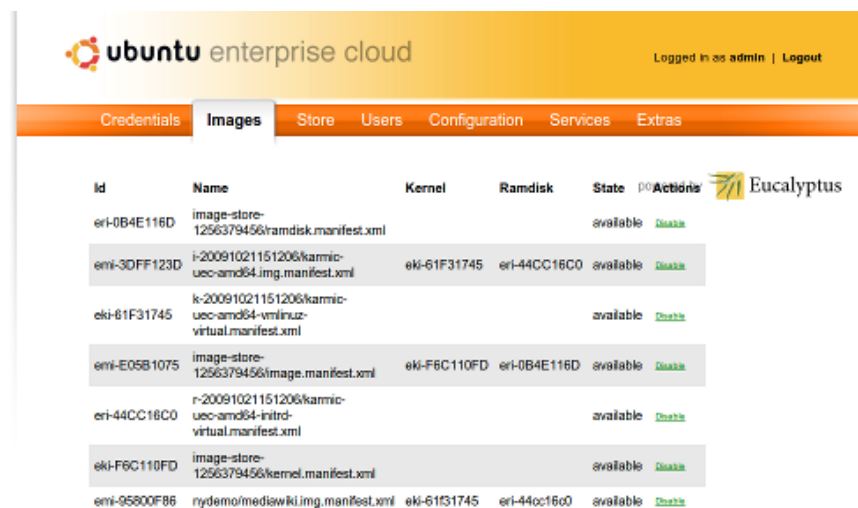 ubuntu enterprise cloud
Logged in as admin | Logout
Credentials Images Store Users Configuration Services Extras
powered by Eucalyptus
Id Name Kernel Ramdisk State Actions
eri-0B4E116D image-store- available Disable
1256379456/ramdisk.manifest.xml
emi-3DFF123D i-20091021151206/karmic- eki-61F31745 eri-44CC16C0 available Disable
uec-amd64.img.manifest.xml
eki-61F31745 k-20091021151206/karmic- available Disable
uec-amd64-vmlinuz-
virtual.manifest.xml
emi-E05B1075 image-store- eki-F6C110FD eri-0B4E116D available Disable
1256379456/image.manifest.xml
eri-44CC16C0 r-20091021151206/karmic- available Disable
uec-amd64-initrd-
virtual.manifest.xml
eki-F6C110FD image-store- available Disable
1256379456/kernel.manifest.xml
emi-95800F86 nydemo/mediawiki.img.manifest.xml eki-61f31745 eri-44cc16c0 available Disable